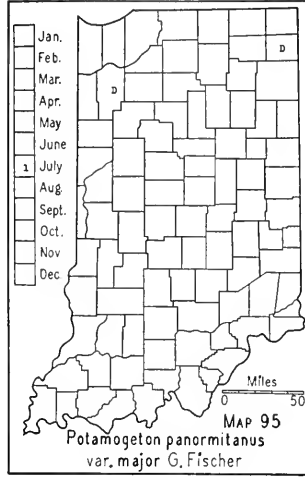 Jan.
Feb.
Mar.
Apr.
May
June
1 July
Aug.
Sept.
Oct.
Nov
Dec.
D
D
Miles
0 50
MAP 95
Potamogeton panormitanus
var. major G. Fischer